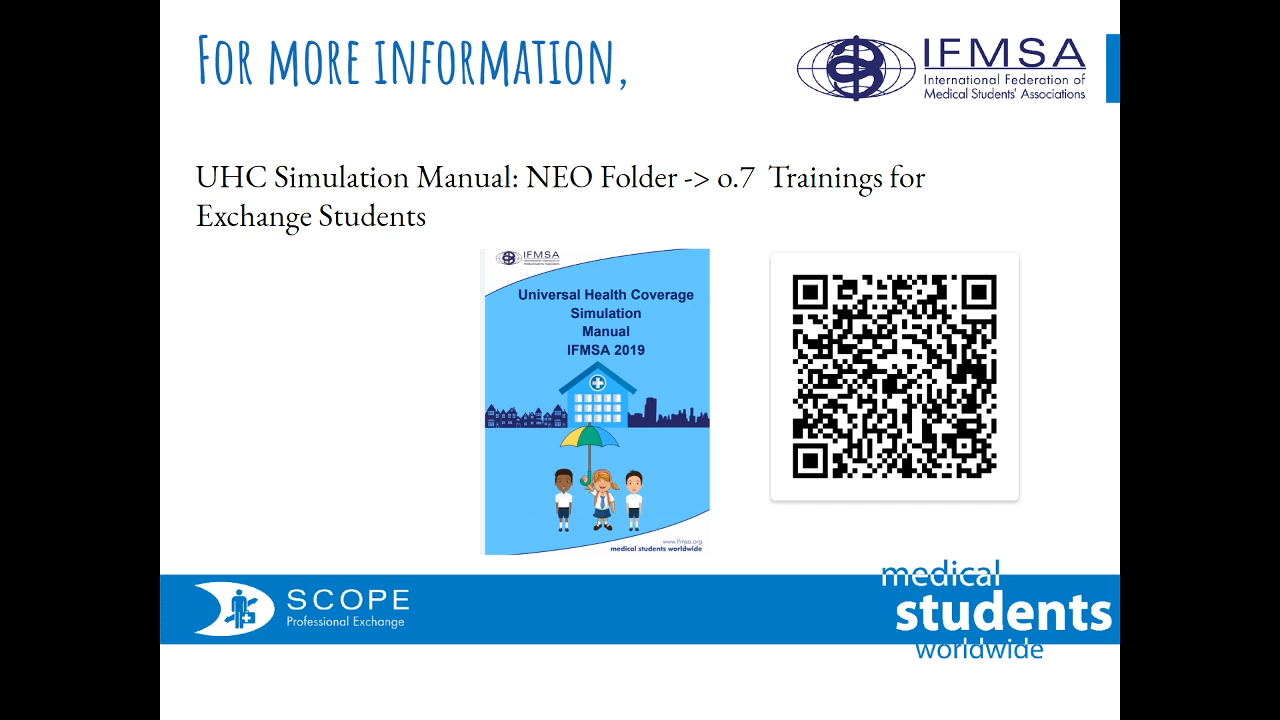 For more information,
IFMSA
International Federation of
Medical Students' Associations
UHC Simulation Manual: NEO Folder -> 0.7 Trainings for
Exchange Students
IFMSA
Universal Health Coverage
Simulation
Manual
IFMSA 2019
www.ifmsa.org
medical students worldwide
SCOPE
Professional Exchange
medical
students
worldwide